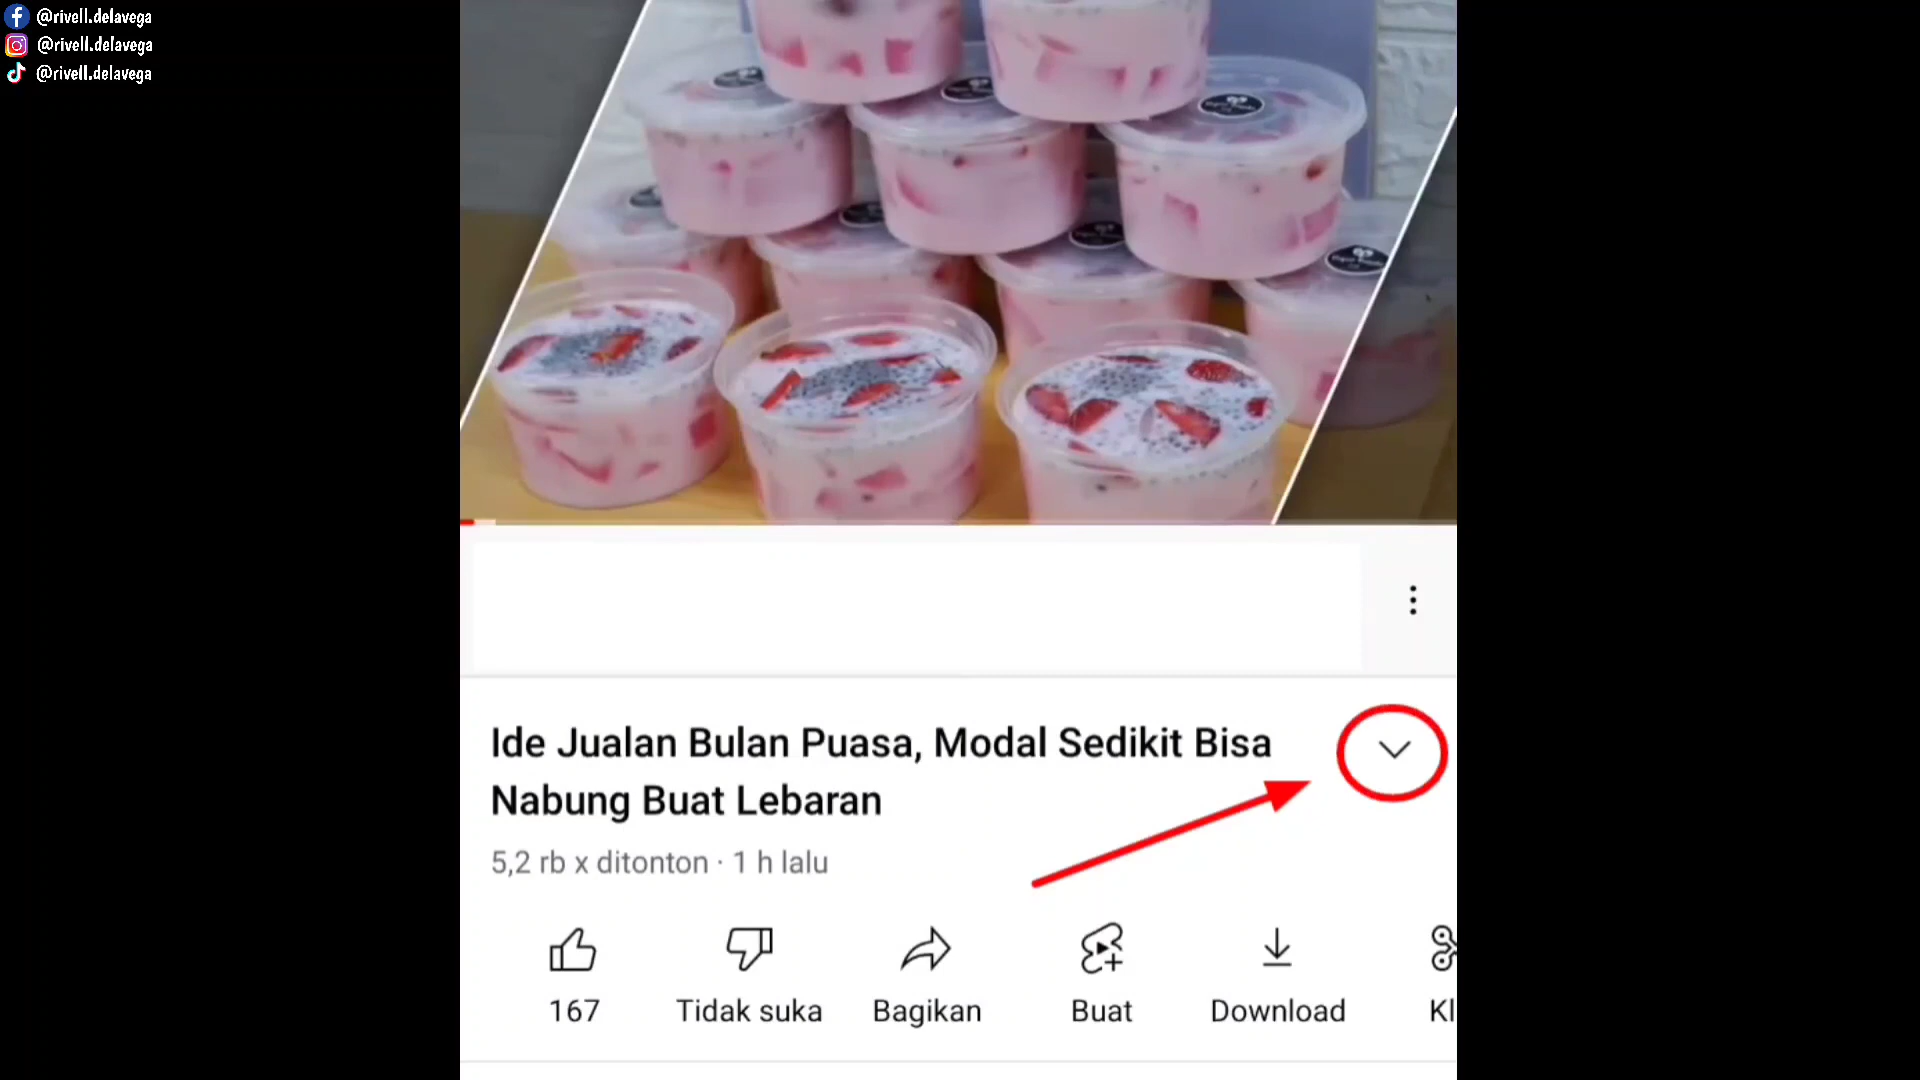 @rivell.delavega
@rivell.delavega
@rivell.delavega
Ide Jualan Bulan Puasa, Modal Sedikit Bisa
Nabung Buat Lebaran
5,2 rb x ditonton · 1 h lalu
167 Tidak suka Bagikan Buat Download Kl